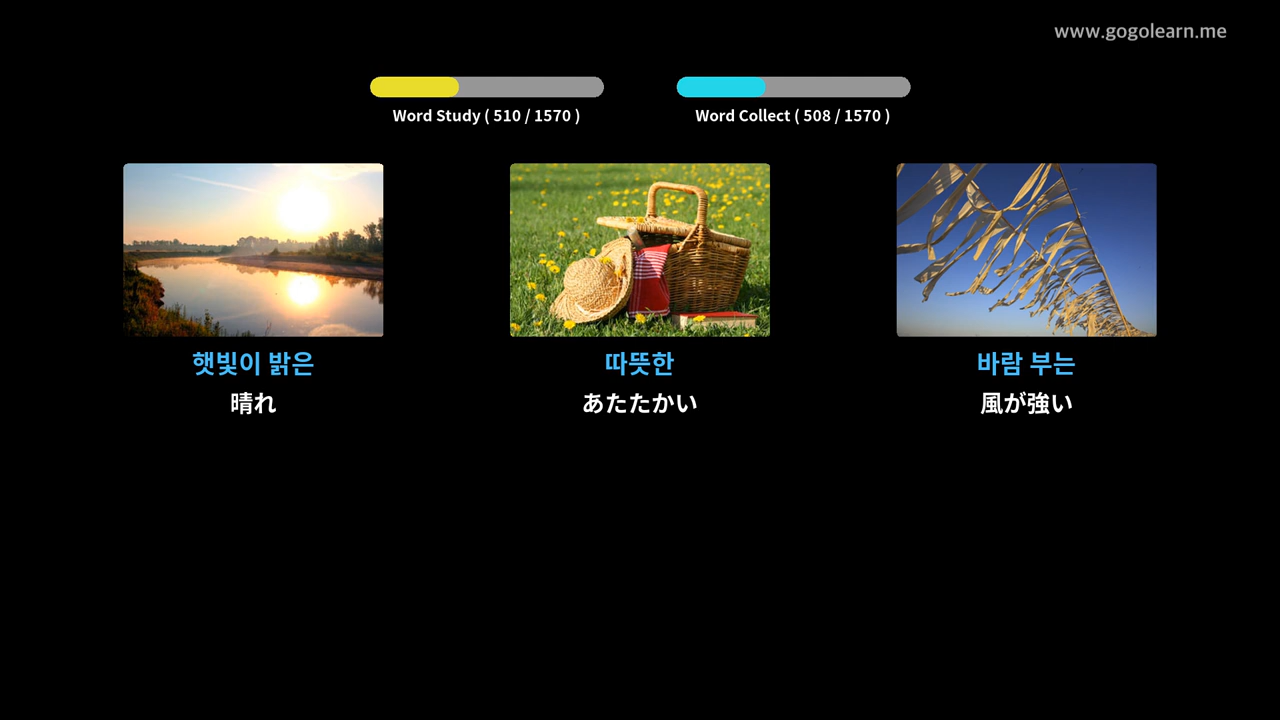 www.gogolearn.me
Word Study ( 510 / 1570 )
Word Collect ( 508 / 1570 )
햇빛이 밝은
따뜻한
바람 부는
晴れ
あたたかい
風が強い